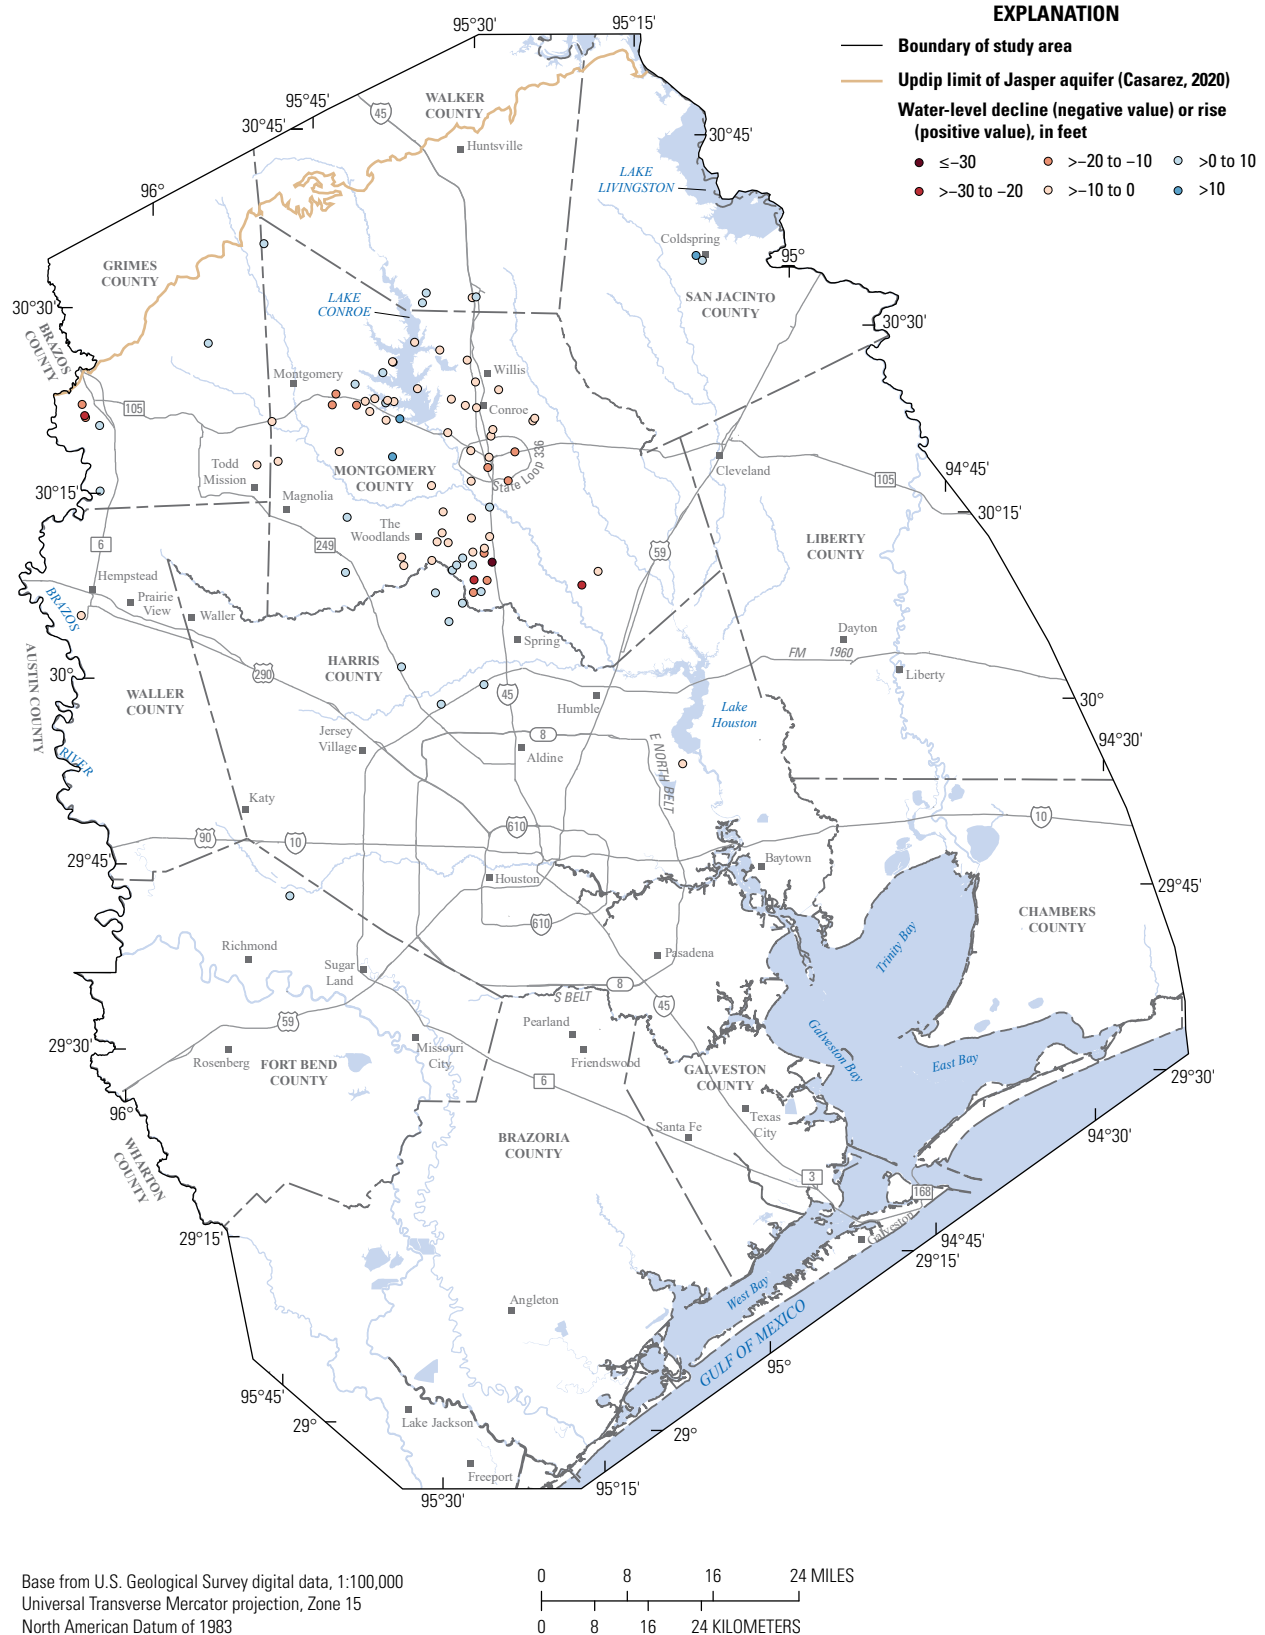 EXPLANATION
Boundary of study area
Updip limit of Jasper aquifer (Casarez, 2020)
Water-level decline (negative value) or rise
(positive value), in feet
≤−30
>−20 to −10
>0 to 10
>−30 to −20
>−10 to 0
>10
95°30'
95°15'
95°45'
30°45'
96°
45
WALKER
COUNTY
Huntsville
30°45'
LAKE
LIVINGSTON
Coldspring
95°
GRIMES
COUNTY
30°30'
LAKE
CONROE
SAN JACINTO
COUNTY
30°30'
BRAZOS
COUNTY
Montgomery
Willis
105
Conroe
State Loop 336
Todd
Mission
MONTGOMERY
COUNTY
Cleveland
94°45'
105
30°15'
Magnolia
30°15'
The
Woodlands
6
249
59
LIBERTY
COUNTY
Hempstead
Prairie
View
Waller
BRAZOS
Spring
Dayton
FM 1960
AUSTIN COUNTY
HARRIS
COUNTY
30°
290
Liberty
WALLER
COUNTY
45
Humble
Lake
Houston
30°
RIVER
Jersey
Village
8
Aldine
E NORTH BELT
94°30'
Katy
90
10
610
10
29°45'
Houston
Baytown
29°45'
610
CHAMBERS
COUNTY
Richmond
Sugar
Land
Pasadena
Trinity Bay
S BELT
8
45
59
Pearland
29°30'
Rosenberg
FORT BEND
COUNTY
Missouri
City
Friendswood
GALVESTON
COUNTY
Galveston Bay
East Bay
29°30'
6
96°
Texas
City
Santa Fe
94°30'
WHARTON
COUNTY
BRAZORIA
COUNTY
3
168
Galveston
29°15'
94°45'
29°15'
West Bay
Angleton
GULF OF MEXICO
95°
95°45'
29°
Lake Jackson
29°
Freeport
95°30'
95°15'
Base from U.S. Geological Survey digital data, 1:100,000
Universal Transverse Mercator projection, Zone 15
North American Datum of 1983
0 8 16 24 MILES
0 8 16 24 KILOMETERS